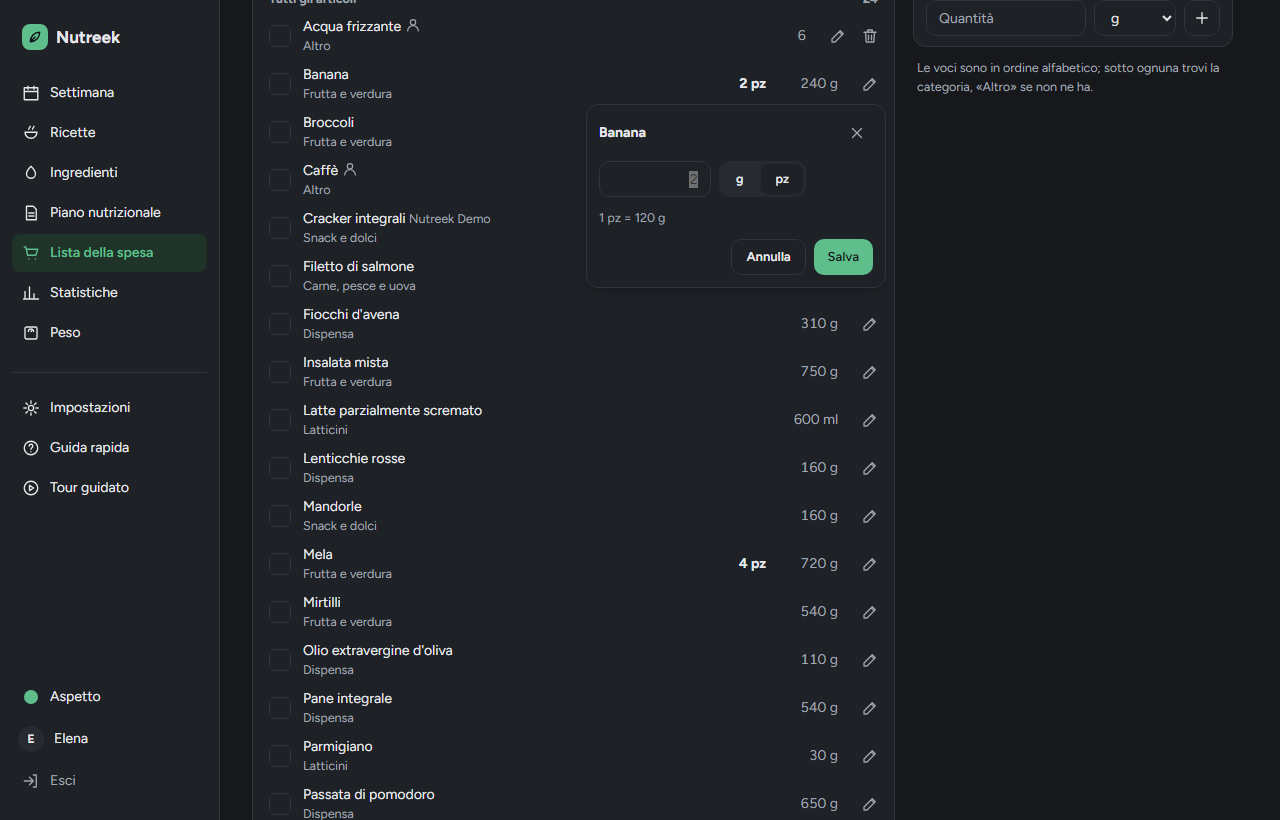 Nutreek
Settimana
Ricette
Ingredienti
Piano nutrizionale
Lista della spesa
Statistiche
Peso
Impostazioni
Guida rapida
Tour guidato
Aspetto
E Elena
Esci
Tutti gli articoli 24
Acqua frizzante 6
Altro
Banana 2 pz 240 g
Frutta e verdura
Broccoli
Frutta e verdura
Caffè
Altro
Cracker integrali Nutreek Demo
Snack e dolci
Filetto di salmone
Carne, pesce e uova
Fiocchi d'avena 310 g
Dispensa
Insalata mista 750 g
Frutta e verdura
Latte parzialmente scremato 600 ml
Latticini
Lenticchie rosse 160 g
Dispensa
Mandorle 160 g
Snack e dolci
Mela 4 pz 720 g
Frutta e verdura
Mirtilli 540 g
Frutta e verdura
Olio extravergine d'oliva 110 g
Dispensa
Pane integrale 540 g
Dispensa
Parmigiano 30 g
Latticini
Passata di pomodoro 650 g
Dispensa
Banana
2 g pz
1 pz = 120 g
Annulla Salva
Quantità g
Le voci sono in ordine alfabetico; sotto ognuna trovi la
categoria, «Altro» se non ne ha.